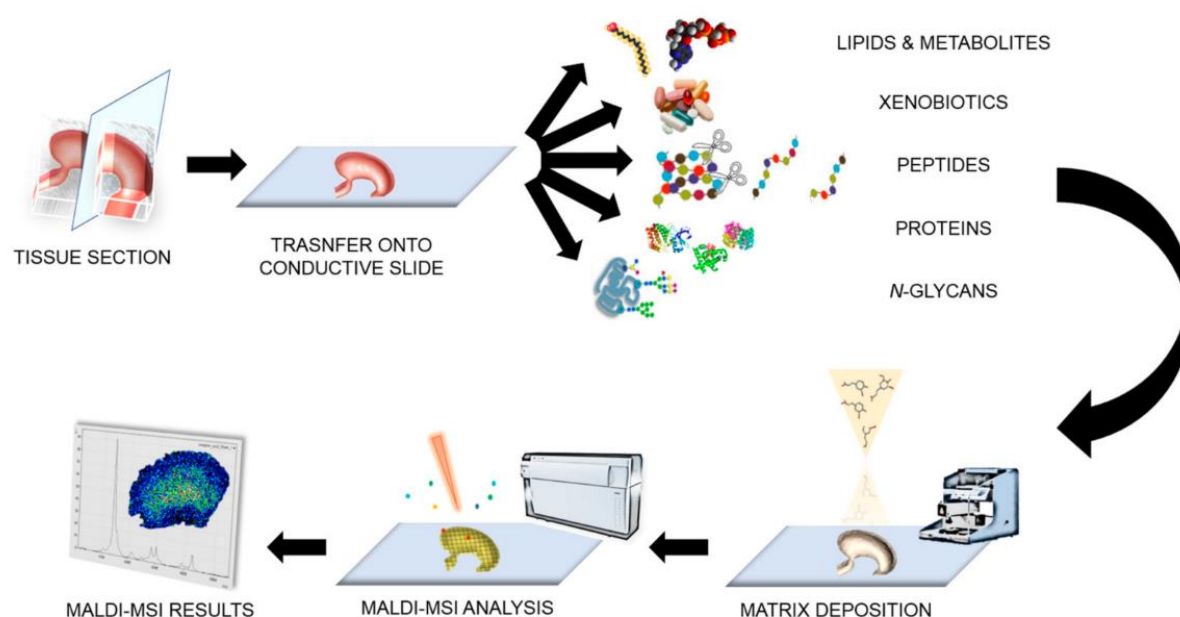 LIPIDS & METABOLITES
XENOBIOTICS
PEPTIDES
PROTEINS
N-GLYCANS
TISSUE SECTION
TRASNFER ONTO
CONDUCTIVE SLIDE
MALDI-MSI RESULTS
MALDI-MSI ANALYSIS
MATRIX DEPOSITION